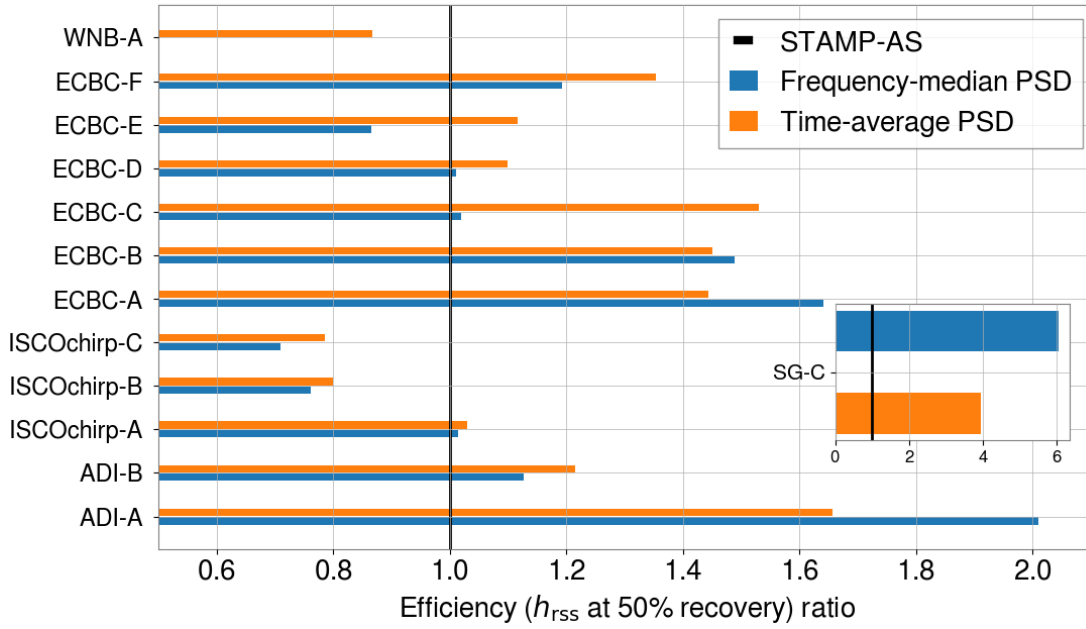 WNB-A
ECBC-F
ECBC-E
ECBC-D
ECBC-C
ECBC-B
ECBC-A
ISCOchirp-C
ISCOchirp-B
ISCOchirp-A
ADI-B
ADI-A
STAMP-AS
Frequency-median PSD
Time-average PSD
SG-C
0 2 4 6
0.6 0.8 1.0 1.2 1.4 1.6 1.8 2.0
Efficiency (h_rss at 50% recovery) ratio